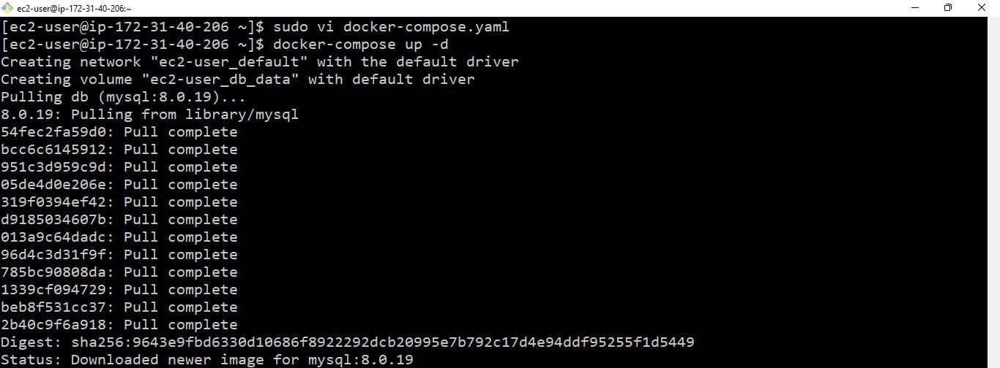 ec2-user@ip-172-31-40-206:~
[ec2-user@ip-172-31-40-206 ~]$ sudo vi docker-compose.yaml
[ec2-user@ip-172-31-40-206 ~]$ docker-compose up -d
Creating network "ec2-user_default" with the default driver
Creating volume "ec2-user_db_data" with default driver
Pulling db (mysql:8.0.19)...
8.0.19: Pulling from library/mysql
54fec2fa59d0: Pull complete
bcc6c6145912: Pull complete
951c3d959c9d: Pull complete
05de4d0e206e: Pull complete
319f0394ef42: Pull complete
d9185034607b: Pull complete
013a9c64dadc: Pull complete
96d4c3d31f9f: Pull complete
785bc90808da: Pull complete
1339cf094729: Pull complete
beb8f531cc37: Pull complete
2b40c9f6a918: Pull complete
Digest: sha256:9643e9fbd6330d10686f8922292dcb20995e7b792c17d4e94ddf95255f1d5449
Status: Downloaded newer image for mysql:8.0.19